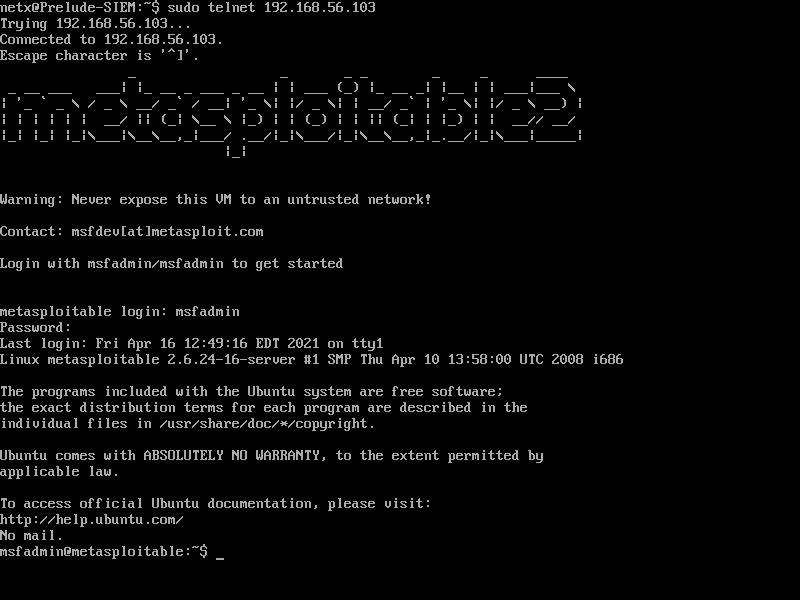 netx@Prelude-SIEM:~$ sudo telnet 192.168.56.103
Trying 192.168.56.103...
Connected to 192.168.56.103.
Escape character is '^]'.
metasploitable2
Warning: Never expose this VM to an untrusted network!
Contact: msfdev[at]metasploit.com
Login with msfadmin/msfadmin to get started
metasploitable login: msfadmin
Password:
Last login: Fri Apr 16 12:49:16 EDT 2021 on tty1
Linux metasploitable 2.6.24-16-server #1 SMP Thu Apr 10 13:58:00 UTC 2008 i686
The programs included with the Ubuntu system are free software;
the exact distribution terms for each program are described in the
individual files in /usr/share/doc/*/copyright.
Ubuntu comes with ABSOLUTELY NO WARRANTY, to the extent permitted by
applicable law.
To access official Ubuntu documentation, please visit:
http://help.ubuntu.com/
No mail.
msfadmin@metasploitable:~$ _